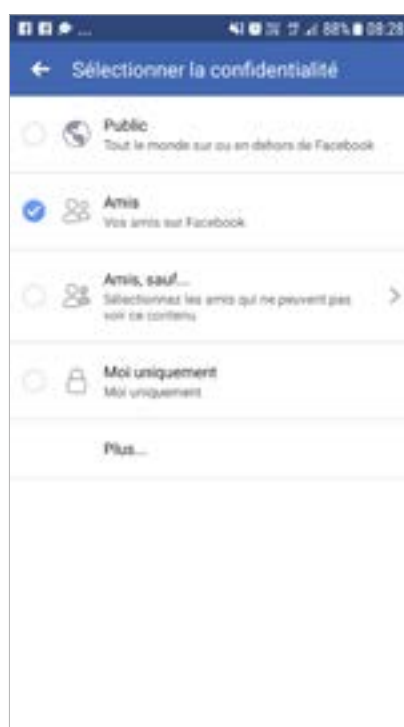 88% 08:28
Sélectionner la confidentialité
Public
Tout le monde sur ou en dehors de Facebook
Amis
Vos amis sur Facebook
Amis, sauf...
Sélectionnez les amis qui ne peuvent pas
voir ce contenu
Moi uniquement
Moi uniquement
Plus...